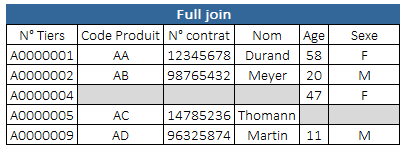 Full join
N° Tiers Code Produit N° contrat Nom Age Sexe
A0000001 AA 12345678 Durand 58 F
A0000002 AB 98765432 Meyer 20 M
A0000004 47 F
A0000005 AC 14785236 Thomann
A0000009 AD 96325874 Martin 11 M